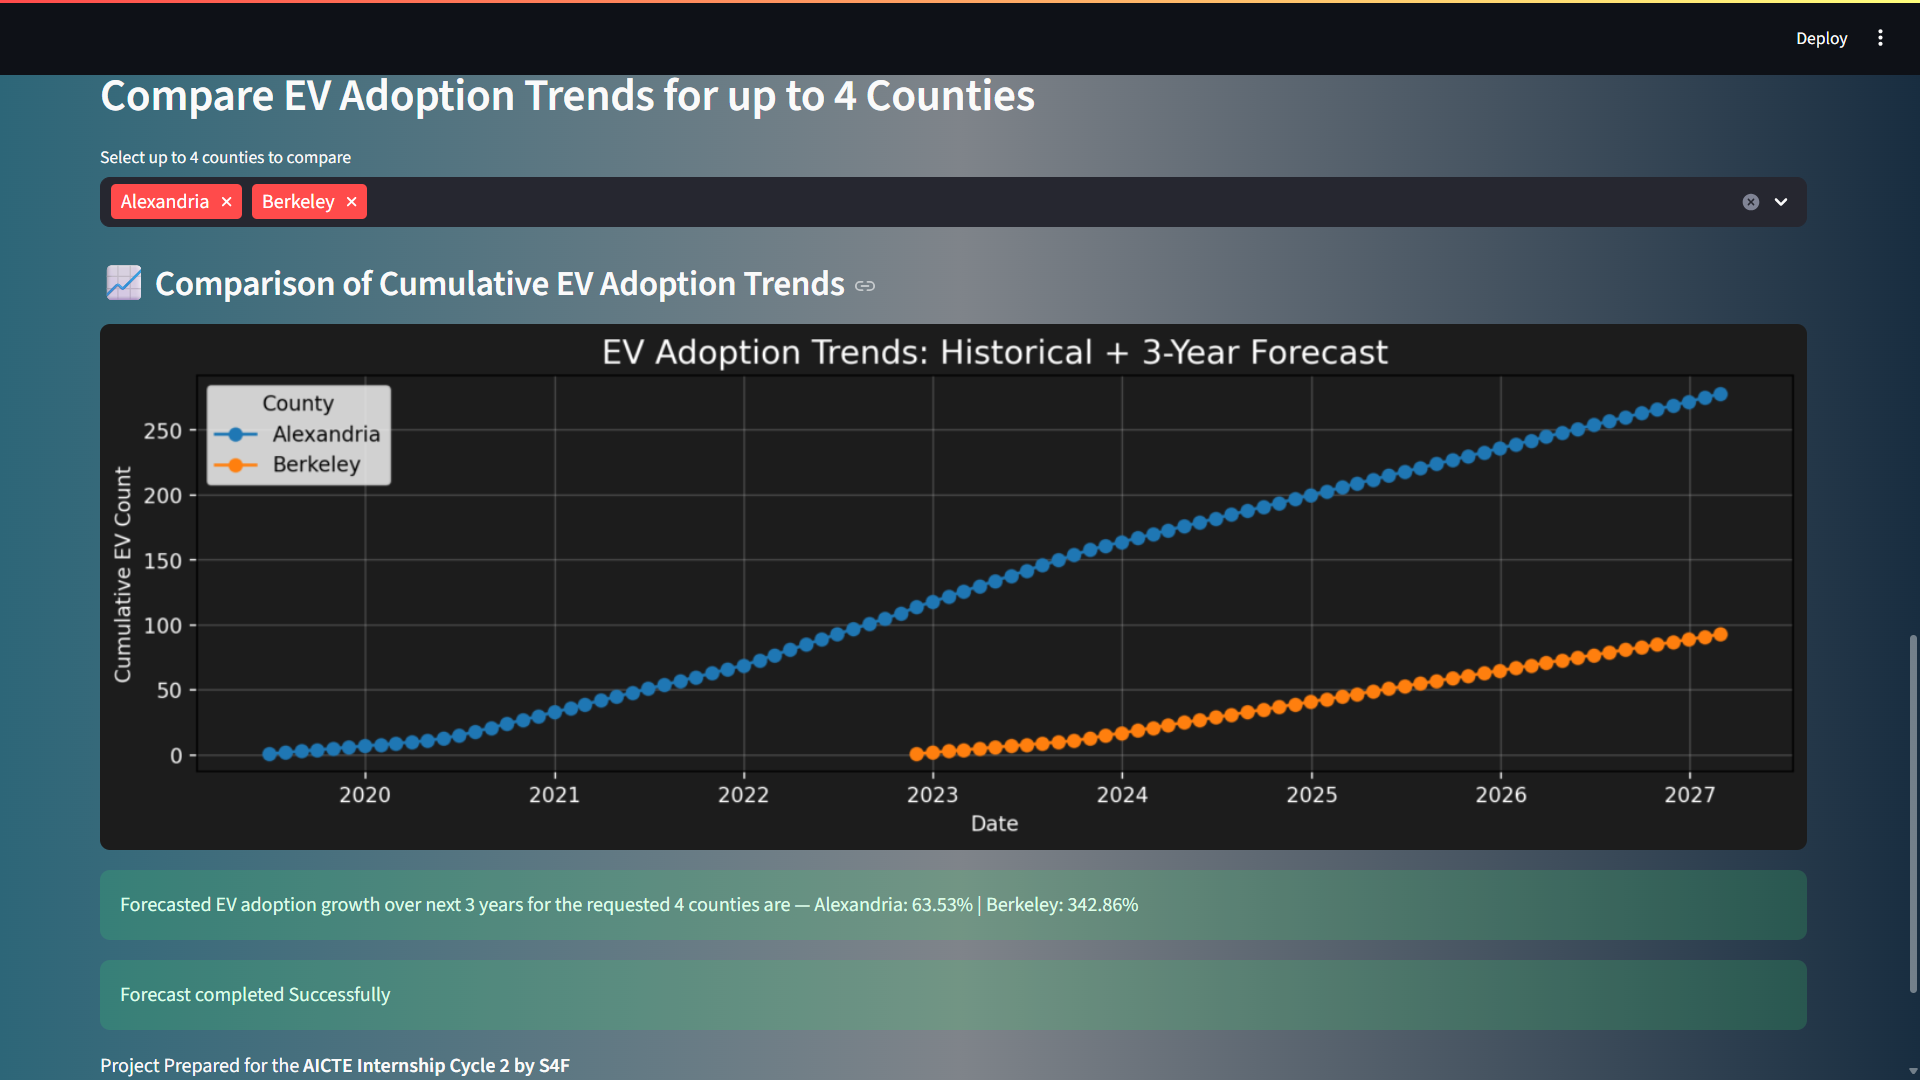 Deploy
Compare EV Adoption Trends for up to 4 Counties
Select up to 4 counties to compare
Alexandria
Berkeley
Comparison of Cumulative EV Adoption Trends
EV Adoption Trends: Historical + 3-Year Forecast
County
Alexandria
Berkeley
Cumulative EV Count
250
200
150
100
50
0
2020 2021 2022 2023 2024 2025 2026 2027
Date
Forecasted EV adoption growth over next 3 years for the requested 4 counties are — Alexandria: 63.53% | Berkeley: 342.86%
Forecast completed Successfully
Project Prepared for the AICTE Internship Cycle 2 by S4F